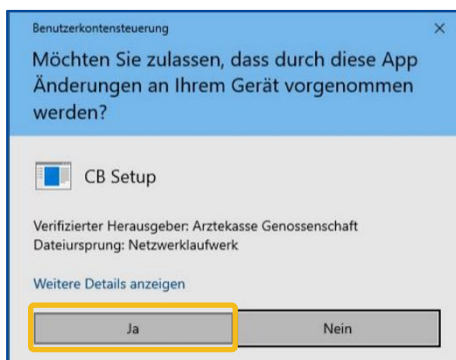 Benutzerkontensteuerung
Möchten Sie zulassen, dass durch diese App
Änderungen an Ihrem Gerät vorgenommen
werden?
CB Setup
Verifizierter Herausgeber: Arztekasse Genossenschaft
Dateiursprung: Netzwerklaufwerk
Weitere Details anzeigen
Ja Nein